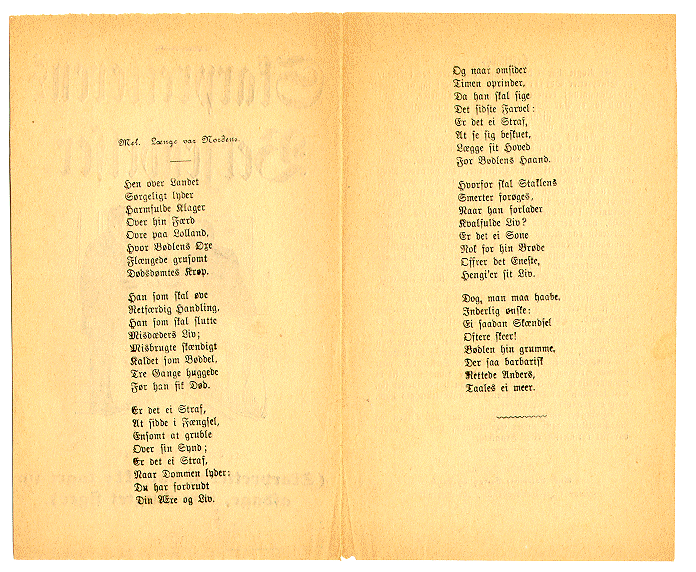 Mel. Længe var Nordens.
Hen over Landet
Sørgeligt lyder
Harmfulde Klager
Over hin Færd
Ovre paa Lolland,
Hvor Bødlens Øxe
Flængede grusomt
Dødsdømtes Krop.
Han som skal øve
Retfærdig Handling,
Han som skal slutte
Misdæders Liv;
Misbrugte skændigt
Kaldet som Bøddel,
Tre Gange huggede
Før han fik Død.
Er det ei Straf,
At sidde i Fængsel,
Ensomt at gruble
Over sin Synd;
Er det ei Straf,
Naar Dommen lyder:
Du har forbrudt
Din Ære og Liv.
Og naar omsider
Timen oprinder,
Da han skal sige
Det sidste Farvel:
Er det ei Straf,
At se sig beskuet,
Lægge sit Hoved
For Bødlens Haand.
Hvorfor skal Staklens
Smerter forøges,
Naar han forlader
Kvalfulde Liv?
Er det ei Sone
Nok for hin Brøde
Offrer det Eneste,
Hengi'er sit Liv.
Dog, man maa haabe,
Inderlig ønske:
Ei saadan Skændsel
Oftere skeer!
Bødlen hin grumme,
Der saa barbarisk
Rettede Anders,
Taales ei meer.